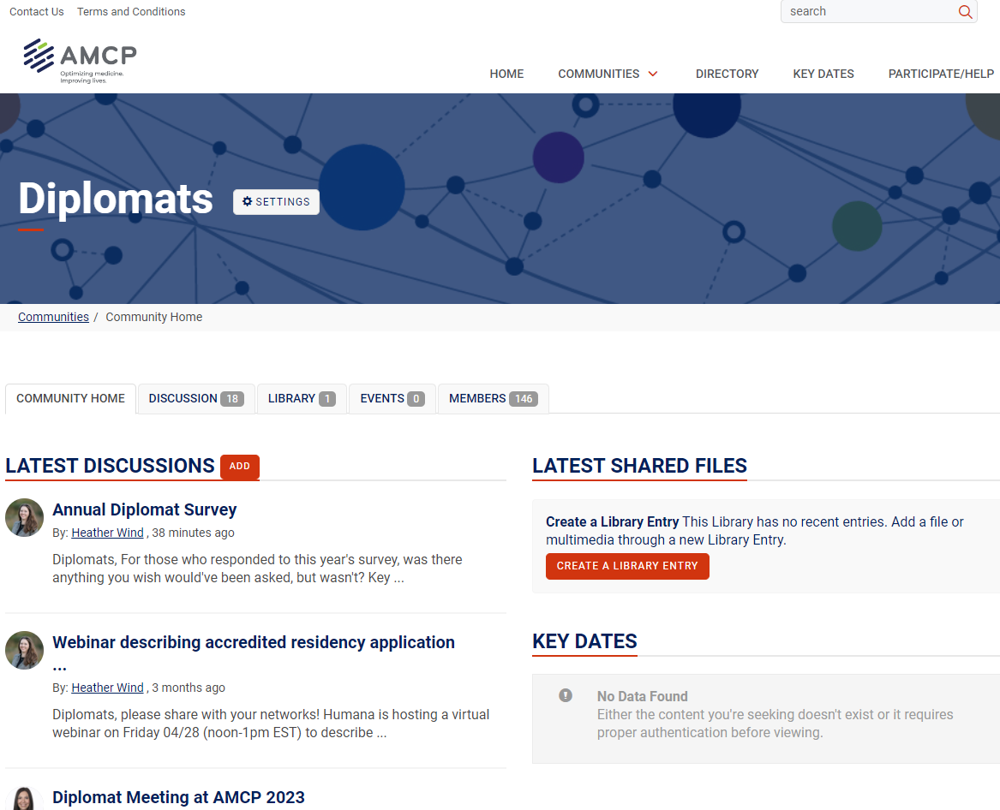 Contact Us Terms and Conditions
search
AMCP
Optimizing medicine.
Improving lives.
HOME COMMUNITIES DIRECTORY KEY DATES PARTICIPATE/HELP
Diplomats SETTINGS
Communities / Community Home
COMMUNITY HOME DISCUSSION 18 LIBRARY 1 EVENTS 0 MEMBERS 146
LATEST DISCUSSIONS ADD
Annual Diplomat Survey
By: Heather Wind , 38 minutes ago
Diplomats, For those who responded to this year's survey, was there
anything you wish would've been asked, but wasn't? Key ...
Webinar describing accredited residency application
...
By: Heather Wind , 3 months ago
Diplomats, please share with your networks! Humana is hosting a virtual
webinar on Friday 04/28 (noon-1pm EST) to describe ...
Diplomat Meeting at AMCP 2023
LATEST SHARED FILES
Create a Library Entry This Library has no recent entries. Add a file or
multimedia through a new Library Entry.
CREATE A LIBRARY ENTRY
KEY DATES
No Data Found
Either the content you're seeking doesn't exist or it requires
proper authentication before viewing.